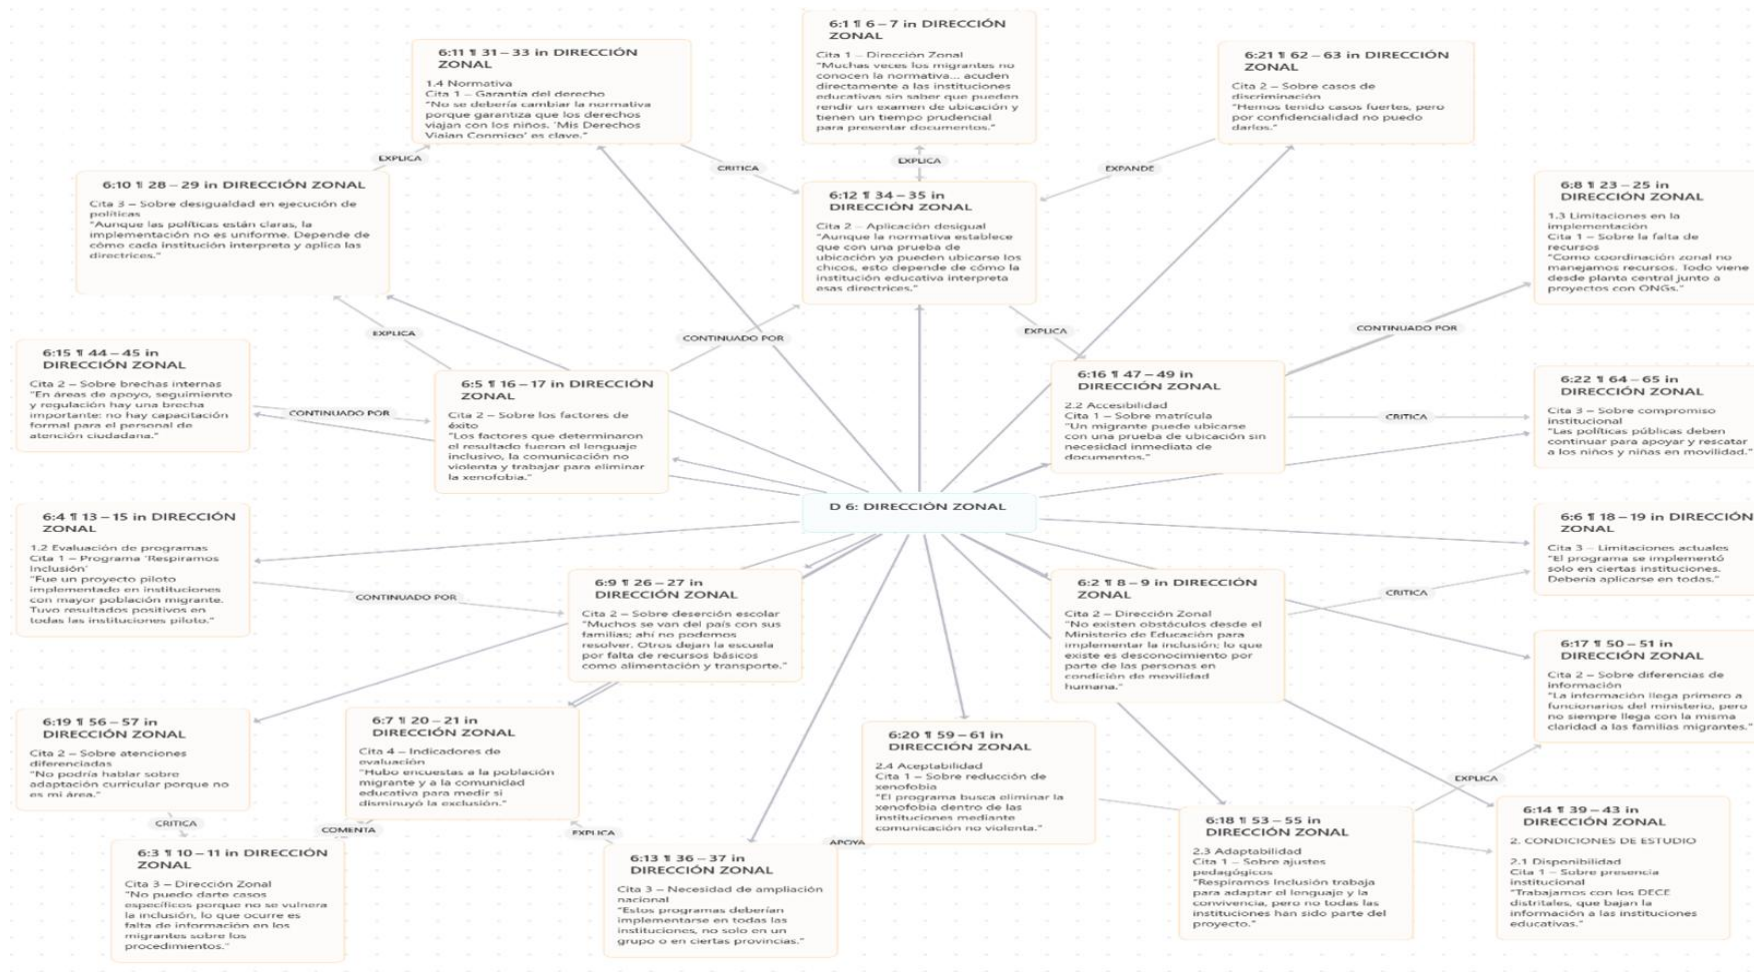 6:11 ¶ 31 – 33 in DIRECCIÓN
ZONAL
1.4 Normativa
Cita 1 – Garantía del derecho
"No se debería cambiar la normativa
porque garantiza que los derechos
viajan con los niños. 'Mis Derechos
Viajan Conmigo' es clave."
6:1 ¶ 6 – 7 in DIRECCIÓN
ZONAL
Cita 1 – Dirección Zonal
"Muchas veces los migrantes no
conocen la normativa... acuden
directamente a las instituciones
educativas sin saber que pueden
rendir un examen de ubicación y
tienen un tiempo prudencial
para presentar documentos."
6:21 ¶ 62 – 63 in DIRECCIÓN
ZONAL
Cita 2 – Sobre casos de
discriminación
"Hemos tenido casos fuertes, pero
por confidencialidad no puedo
darlos."
EXPLICA
CRITICA
EXPLICA
EXPANDE
6:10 ¶ 28 – 29 in DIRECCIÓN ZONAL
Cita 3 – Sobre desigualdad en ejecución de
políticas
"Aunque las políticas están claras, la
implementación no es uniforme. Depende de
cómo cada institución interpreta y aplica las
directrices."
6:12 ¶ 34 – 35 in
DIRECCIÓN ZONAL
Cita 2 – Aplicación desigual
"Aunque la normativa establece
que con una prueba de
ubicación ya pueden ubicarse los
chicos, esto depende de cómo la
institución educativa interpreta
esas directrices."
6:8 ¶ 23 – 25 in
DIRECCIÓN ZONAL
1.3 Limitaciones en la
implementación
Cita 1 – Sobre la falta de
recursos
"Como coordinación zonal no
manejamos recursos. Todo viene
desde planta central junto a
proyectos con ONGs."
EXPLICA
CONTINUADO POR
EXPLICA
CONTINUADO POR
6:15 ¶ 44 – 45 in
DIRECCIÓN ZONAL
Cita 2 – Sobre brechas internas
"En áreas de apoyo, seguimiento
y regulación hay una brecha
importante: no hay capacitación
formal para el personal de
atención ciudadana."
CONTINUADO POR
6:5 ¶ 16 – 17 in DIRECCIÓN
ZONAL
Cita 2 – Sobre los factores de
éxito
"Los factores que determinaron
el resultado fueron el lenguaje
inclusivo, la comunicación no
violenta y trabajar para eliminar
la xenofobia."
6:16 ¶ 47 – 49 in
DIRECCIÓN ZONAL
2.2 Accesibilidad
Cita 1 – Sobre matrícula
"Un migrante puede ubicarse
con una prueba de ubicación sin
necesidad inmediata de
documentos."
CRITICA
6:22 ¶ 64 – 65 in
DIRECCIÓN ZONAL
Cita 3 – Sobre compromiso
institucional
"Las políticas públicas deben
continuar para apoyar y rescatar
a los niños y niñas en movilidad."
D 6: DIRECCIÓN ZONAL
6:4 ¶ 13 – 15 in DIRECCIÓN
ZONAL
1.2 Evaluación de programas
Cita 1 – Programa 'Respiramos
Inclusión'
"Fue un proyecto piloto
implementado en instituciones
con mayor población migrante.
Tuvo resultados positivos en
todas las instituciones piloto."
CONTINUADO POR
6:9 ¶ 26 – 27 in
DIRECCIÓN ZONAL
Cita 2 – Sobre deserción escolar
"Muchos se van del país con sus
familias; ahí no podemos
resolver. Otros dejan la escuela
por falta de recursos básicos
como alimentación y transporte."
6:2 ¶ 8 – 9 in DIRECCIÓN
ZONAL
Cita 2 – Dirección Zonal
"No existen obstáculos desde el
Ministerio de Educación para
implementar la inclusión; lo que
existe es desconocimiento por
parte de las personas en
condición de movilidad
humana."
CRITICA
6:6 ¶ 18 – 19 in DIRECCIÓN
ZONAL
Cita 3 – Limitaciones actuales
"El programa se implementó
solo en ciertas instituciones.
Debería aplicarse en todas."
6:17 ¶ 50 – 51 in
DIRECCIÓN ZONAL
Cita 2 – Sobre diferencias de
información
"La información llega primero a
funcionarios del ministerio, pero
no siempre llega con la misma
claridad a las familias migrantes."
6:19 ¶ 56 – 57 in
DIRECCIÓN ZONAL
Cita 2 – Sobre atenciones
diferenciadas
"No podría hablar sobre
adaptación curricular porque no
es mi área."
6:7 ¶ 20 – 21 in
DIRECCIÓN ZONAL
Cita 4 – Indicadores de
evaluación
"Hubo encuestas a la población
migrante y a la comunidad
educativa para medir si
disminuyó la exclusión."
6:20 ¶ 59 – 61 in
DIRECCIÓN ZONAL
2.4 Aceptabilidad
Cita 1 – Sobre reducción de
xenofobia
"El programa busca eliminar la
xenofobia dentro de las
instituciones mediante
comunicación no violenta."
EXPLICA
CRITICA
COMENTA
EXPLICA
APOYA
6:3 ¶ 10 – 11 in DIRECCIÓN
ZONAL
Cita 3 – Dirección Zonal
"No puedo darte casos
específicos porque no se vulnera
la inclusión, lo que ocurre es
falta de información en los
migrantes sobre los
procedimientos."
6:13 ¶ 36 – 37 in
DIRECCIÓN ZONAL
Cita 3 – Necesidad de ampliación
nacional
"Estos programas deberían
implementarse en todas las
instituciones, no solo en un
grupo o en ciertas provincias."
6:18 ¶ 53 – 55 in
DIRECCIÓN ZONAL
2.3 Adaptabilidad
Cita 1 – Sobre ajustes
pedagógicos
"Respiramos Inclusión trabaja
para adaptar el lenguaje y la
convivencia, pero no todas las
instituciones han sido parte del
proyecto."
6:14 ¶ 39 – 43 in
DIRECCIÓN ZONAL
2. CONDICIONES DE ESTUDIO
2.1 Disponibilidad
Cita 1 – Sobre presencia
institucional
"Trabajamos con los DECE
distritales, que bajan la
información a las instituciones
educativas."